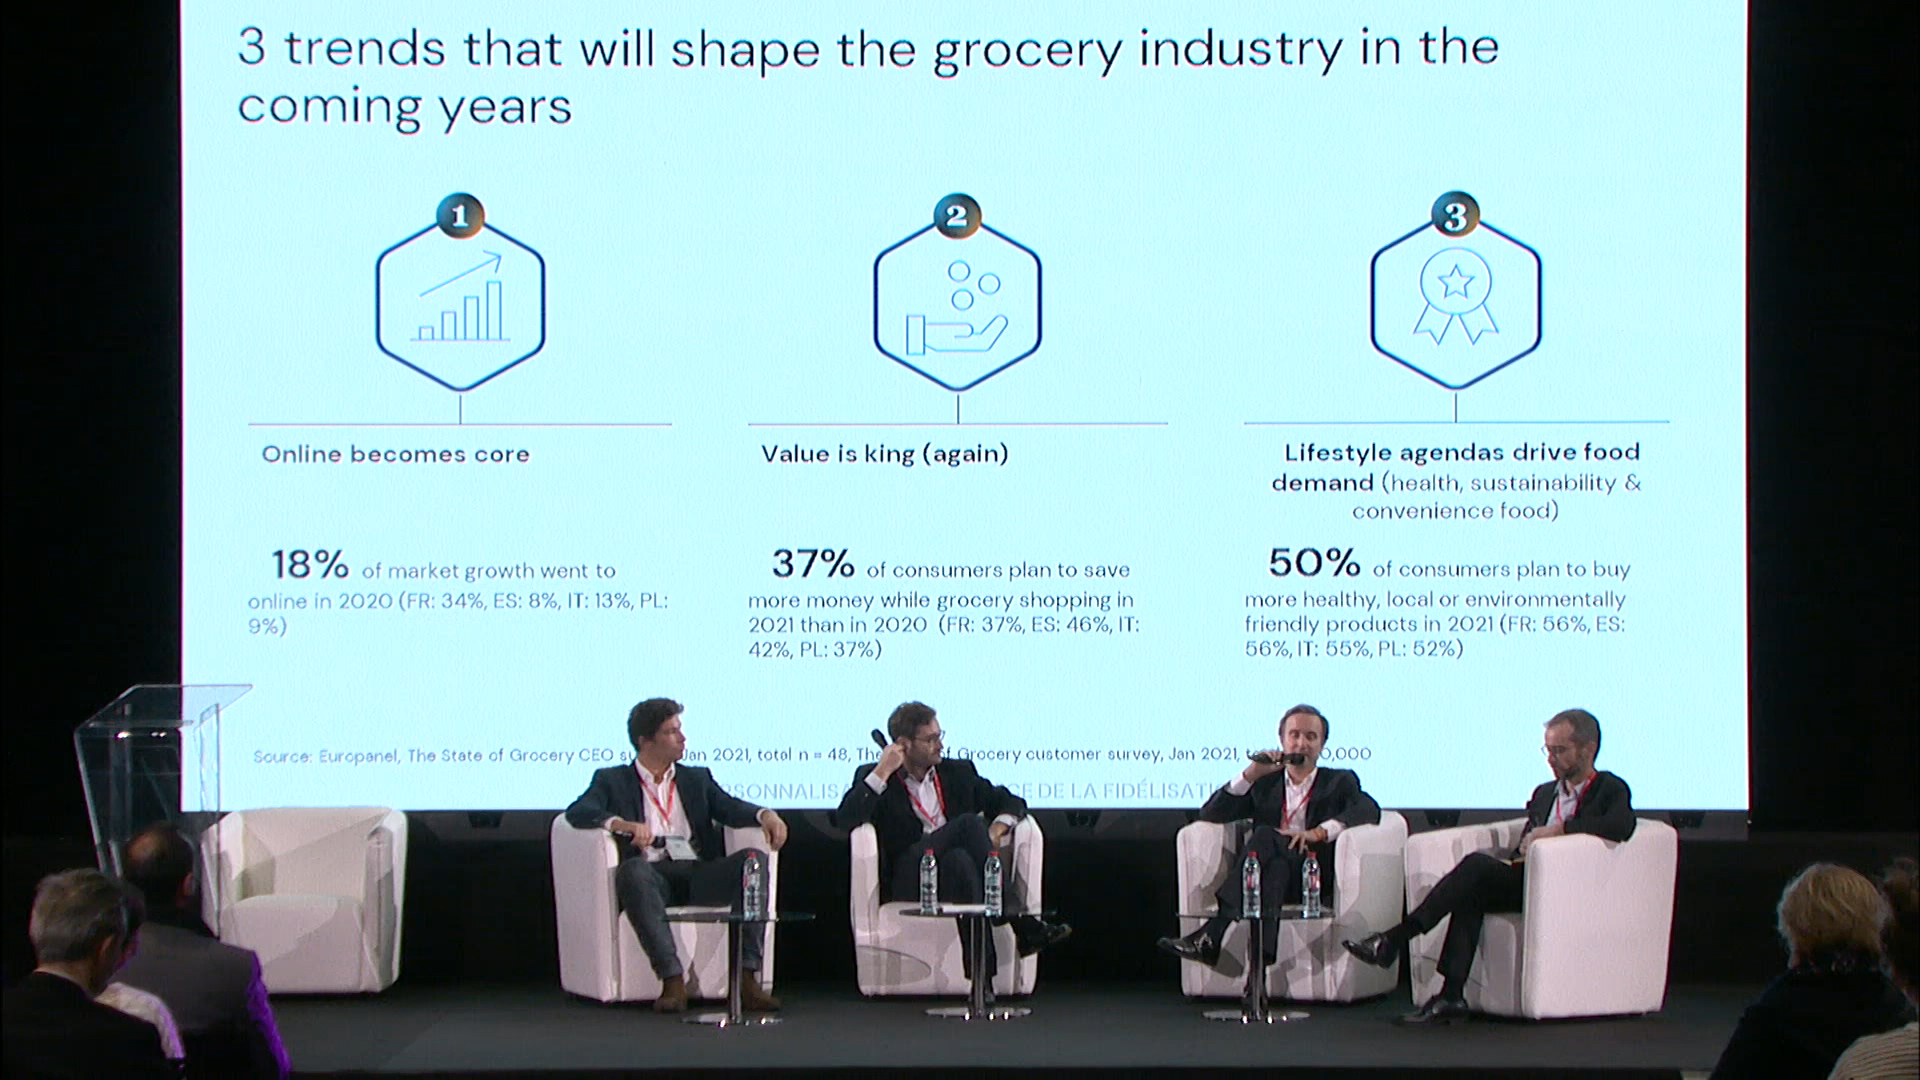 3 trends that will shape the grocery industry in the
coming years
1
2
3
Online becomes core
Value is king (again)
Lifestyle agendas drive food
demand (health, sustainability &
convenience food)
18% of market growth went to
online in 2020 (FR: 34%, ES: 8%, IT: 13%, PL:
9%)
37% of consumers plan to save
more money while grocery shopping in
2021 than in 2020 (FR: 37%, ES: 46%, IT:
42%, PL: 37%)
50% of consumers plan to buy
more healthy, local or environmentally
friendly products in 2021 (FR: 56%, ES:
56%, IT: 55%, PL: 52%)
Source: Europanel, The State of Grocery CEO Jan 2021, total n = 48, The Grocery customer survey, Jan 2021, 0,000
DE LA